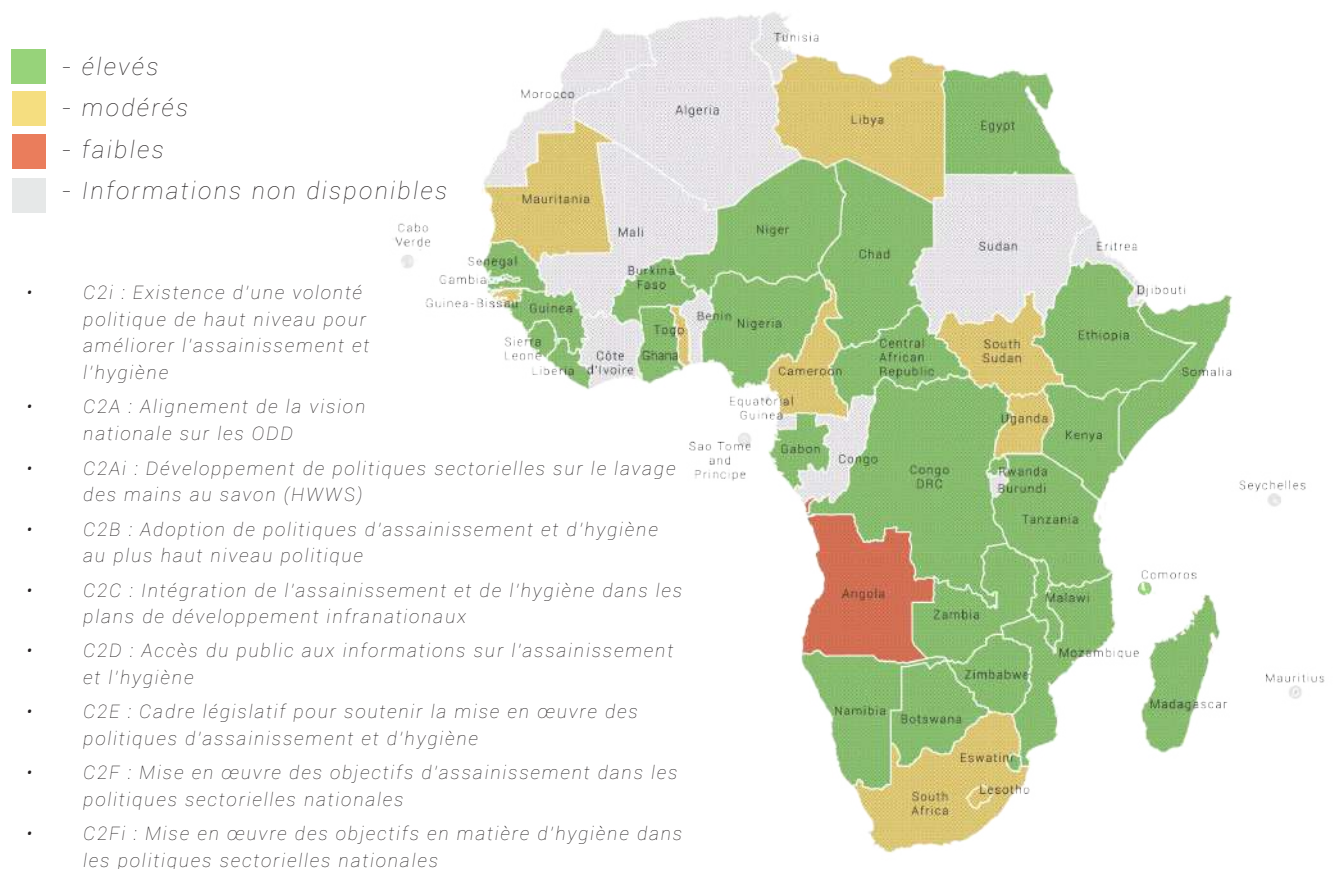 - élevés
- modérés
- faibles
- Informations non disponibles
• C2i : Existence d'une volonté
politique de haut niveau pour
améliorer l'assainissement et
l'hygiène
• C2A : Alignement de la vision
nationale sur les ODD
• C2Ai : Développement de politiques sectorielles sur le lavage
des mains au savon (HWWS)
• C2B : Adoption de politiques d'assainissement et d'hygiène
au plus haut niveau politique
• C2C : Intégration de l'assainissement et de l'hygiène dans les
plans de développement infranationaux
• C2D : Accès du public aux informations sur l'assainissement
et l'hygiène
• C2E : Cadre législatif pour soutenir la mise en œuvre des
politiques d'assainissement et d'hygiène
• C2F : Mise en œuvre des objectifs d'assainissement dans les
politiques sectorielles nationales
• C2Fi : Mise en œuvre des objectifs en matière d'hygiène dans
les politiques sectorielles nationales
Tunisia
Morocco
Algeria
Libya
Egypt
Mauritania
Mali
Niger
Chad
Sudan
Eritrea
Cabo
Verde
Senegal
Gambia
Guinea-Bissau
Guinea
Burkina
Faso
Djibouti
Sierra
Leone
Liberia
Côte
d'Ivoire
Togo
Ghana
Benin
Nigeria
Cameroon
Central
African
Republic
South
Sudan
Ethiopia
Somalia
Equatorial
Guinea
Sao Tome
and
Principe
Gabon
Congo
Congo
DRC
Uganda
Kenya
Rwanda
Burundi
Tanzania
Seychelles
Comoros
Angola
Zambia
Malawi
Mozambique
Zimbabwe
Mauritius
Madagascar
Namibia
Botswana
Eswatini
Lesotho
South
Africa